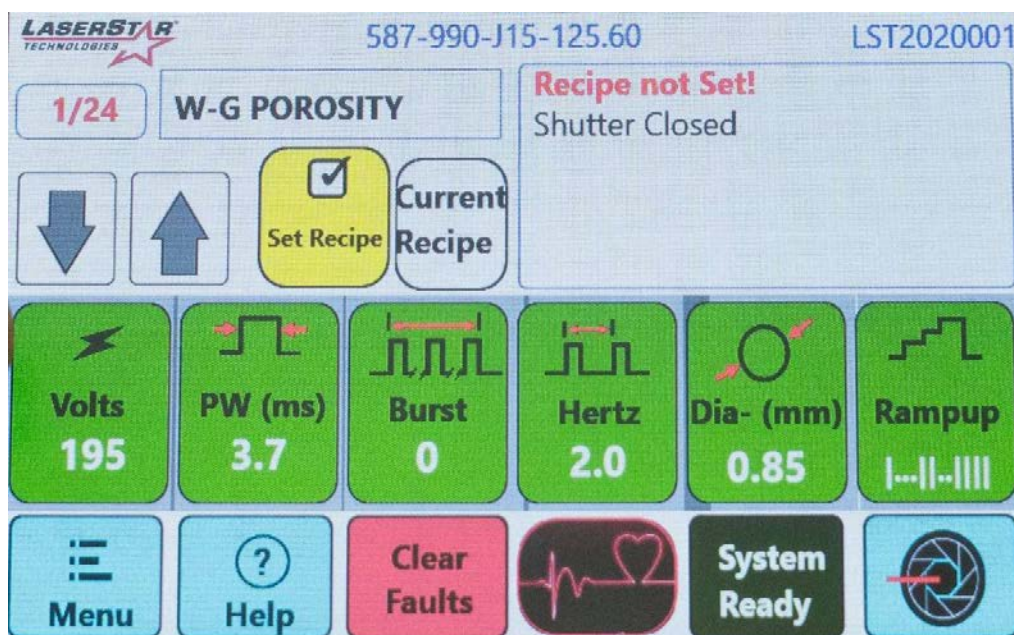 LASERSTAR
TECHNOLOGIES
587-990-J15-125.60
LST2020001
1/24
W-G POROSITY
Recipe not Set!
Shutter Closed
Set Recipe
Current
Recipe
Volts
195
PW (ms)
3.7
Burst
0
Hertz
2.0
Dia- (mm)
0.85
Rampup
Menu
?
Help
Clear
Faults
System
Ready